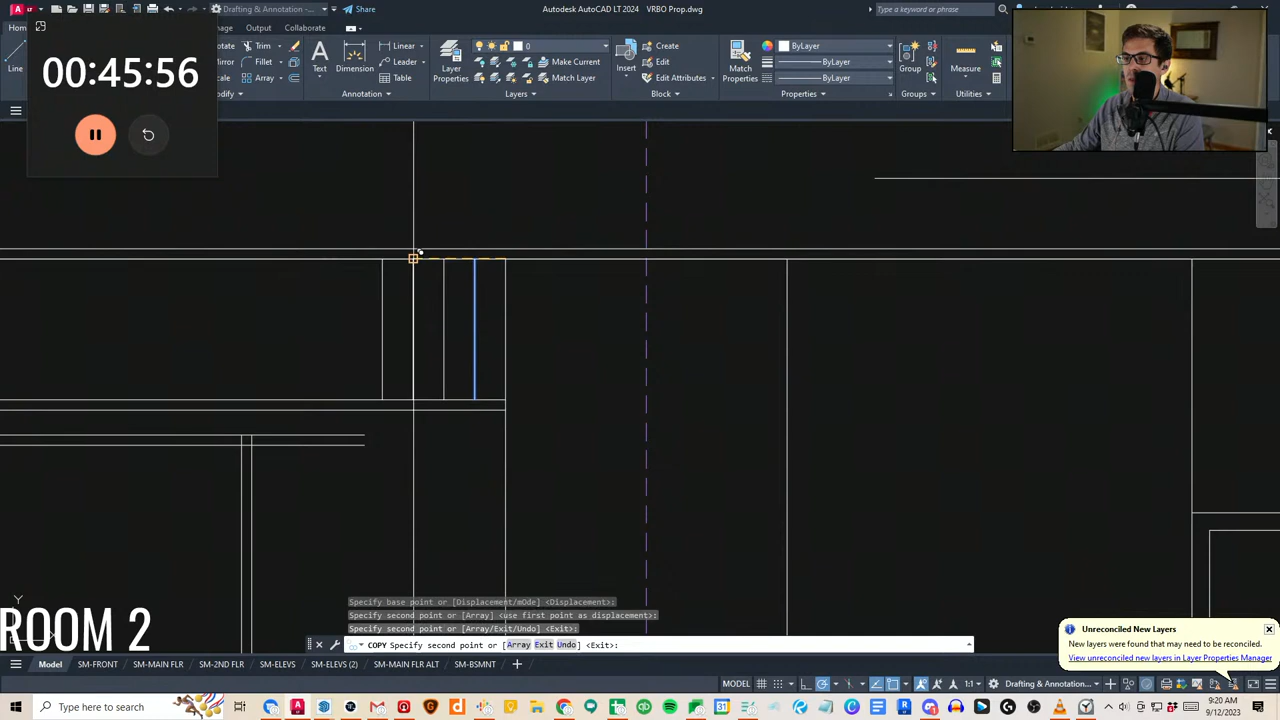 Drafting & Annotation
Share
Autodesk AutoCAD LT 2024 VRBO Prop.dwg
Type a keyword or phrase
00:45:56
Line
Trim
Fillet
Array
Text
Dimension
Linear
Leader
Table
Annotation
Layer
Properties
0
Make Current
Match Layer
Layers
Insert
Create
Edit
Edit Attributes
Block
Match
Properties
ByLayer
ByLayer
ByLayer
Properties
Group
Groups
Measure
Utilities
ROOM 2
Specify base point or [Displacement/mOde] <Displacement>:
Specify second point or [Array] <use first point as displacement>:
Specify second point or [Array/Exit/Undo] <Exit>:
COPY Specify second point or [Array Exit Undo] <Exit>:
Unreconciled New Layers
New layers were found that may need to be reconciled.
View unreconciled new layers in Layer Properties Manager
Model SM-FRONT SM-MAIN FLR SM-2ND FLR SM-ELEVS SM-ELEVS (2) SM-MAIN FLR ALT SM-BSMNT
MODEL 1:1 Drafting & Annotation
Type here to search
9:20 AM
9/12/2023